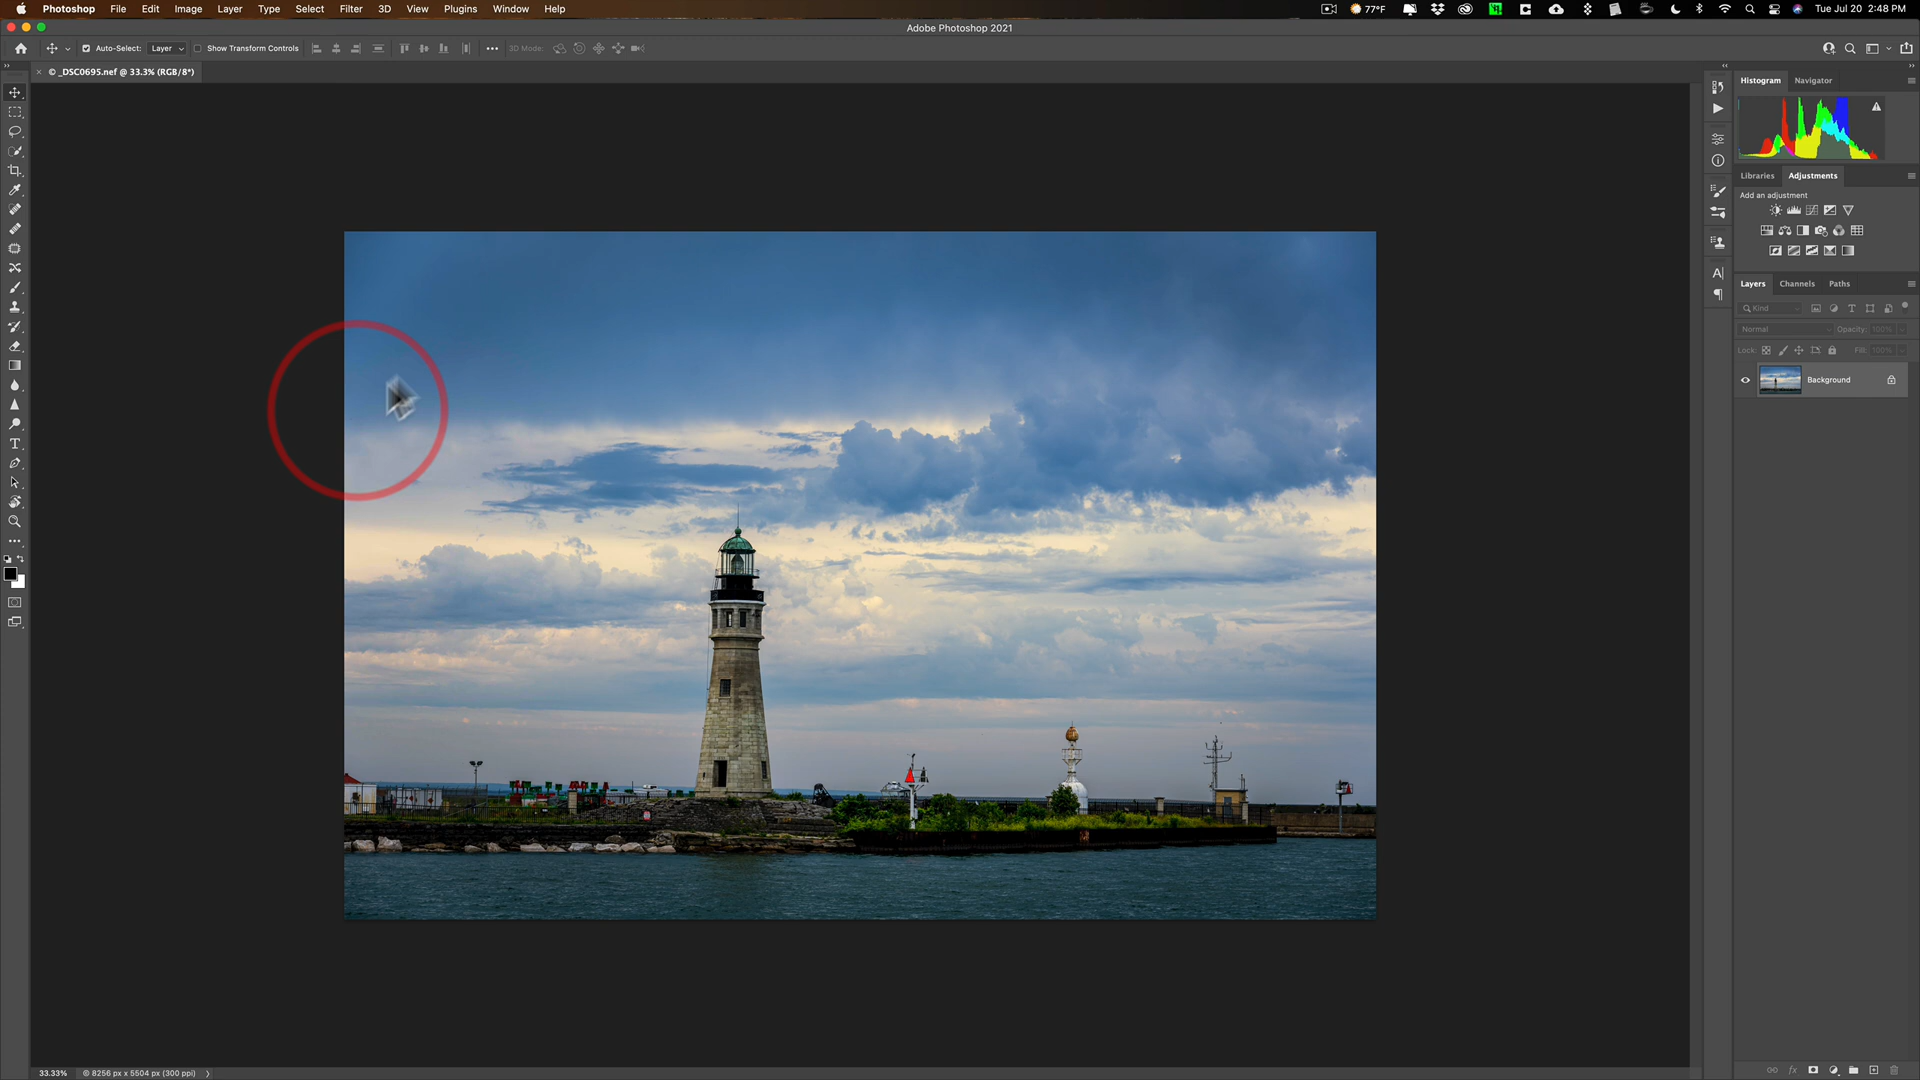 Photoshop File Edit Image Layer Type Select Filter 3D View Plugins Window Help 77°F Tue Jul 20 2:48 PM
Adobe Photoshop 2021
Auto-Select: Layer Show Transform Controls 3D Mode:
© _DSC0695.nef @ 33.3% (RGB/8*)
Histogram Navigator
Libraries Adjustments
Add an adjustment
Layers Channels Paths
Kind
Normal Opacity: 100%
Lock: Fill: 100%
Background
33.33% 8256 px x 5504 px (300 ppi)